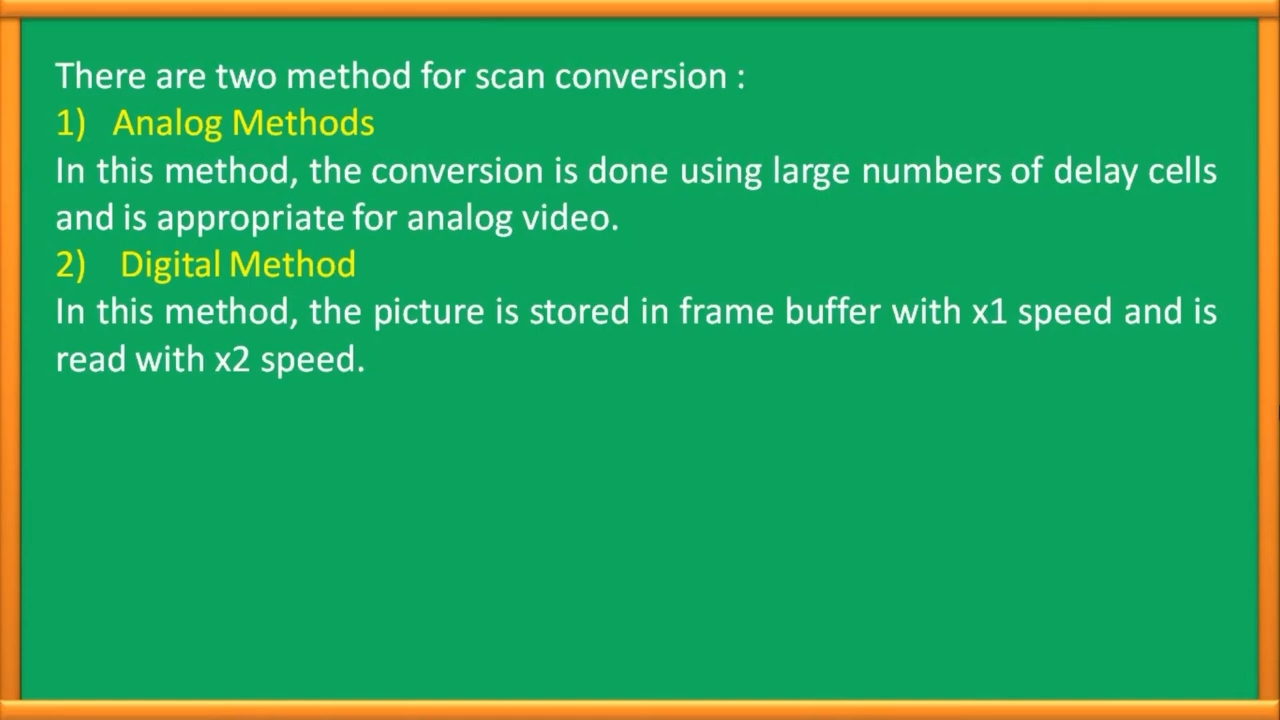 There are two method for scan conversion :
1) Analog Methods
In this method, the conversion is done using large numbers of delay cells
and is appropriate for analog video.
2) Digital Method
In this method, the picture is stored in frame buffer with x1 speed and is
read with x2 speed.